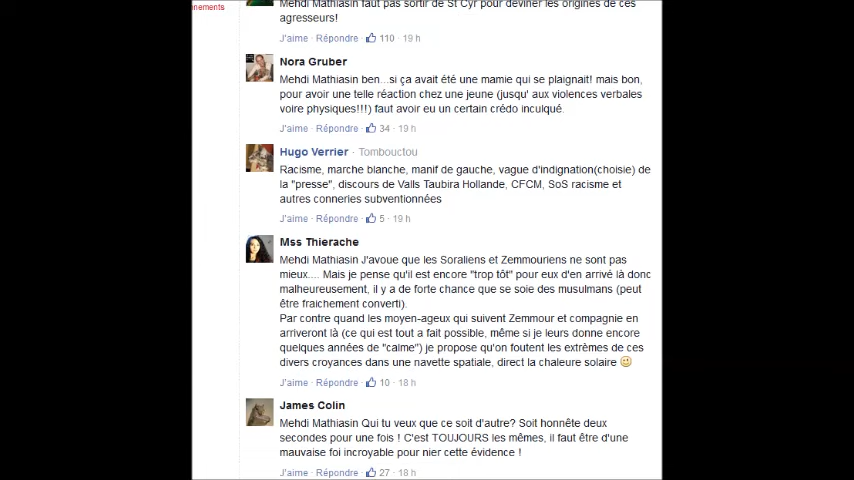 nements
Mehdi Mathiasin faut pas sortir de St Cyr pour deviner les origines de ces
agresseurs!
J'aime · Répondre · 110 · 19 h
Nora Gruber
Mehdi Mathiasin ben...si ça avait été une mamie qui se plaignait! mais bon,
pour avoir une telle réaction chez une jeune (jusqu' aux violences verbales
voire physiques!!!) faut avoir eu un certain crédo inculqué.
J'aime · Répondre · 34 · 19 h
Hugo Verrier · Tombouctou
Racisme, marche blanche, manif de gauche, vague d'indignation(choisie) de
la "presse", discours de Valls Taubira Hollande, CFCM, SoS racisme et
autres conneries subventionnées
J'aime · Répondre · 5 · 19 h
Mss Thierache
Mehdi Mathiasin J'avoue que les Soraliens et Zemmouriens ne sont pas
mieux.... Mais je pense qu'il est encore "trop tôt" pour eux d'en arrivé là donc
malheureusement, il y a de forte chance que se soie des musulmans (peut
être fraichement converti).
Par contre quand les moyen-ageux qui suivent Zemmour et compagnie en
arriveront là (ce qui est tout a fait possible, même si je leurs donne encore
quelques années de "calme") je propose qu'on foutent les extrèmes de ces
divers croyances dans une navette spatiale, direct la chaleure solaire
J'aime · Répondre · 10 · 18 h
James Colin
Mehdi Mathiasin Qui tu veux que ce soit d'autre? Soit honnête deux
secondes pour une fois ! C'est TOUJOURS les mêmes, il faut être d'une
mauvaise foi incroyable pour nier cette évidence !
J'aime · Répondre · 27 · 18 h